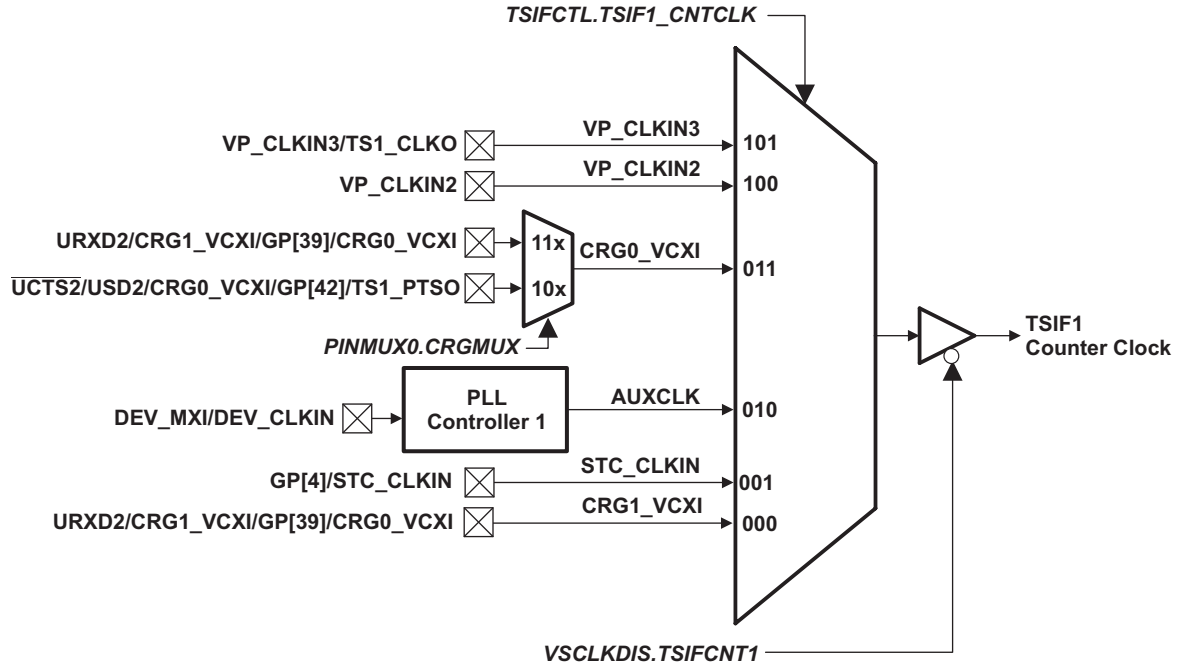 TSIFCTL.TSIF1_CNTCLK
VP_CLKIN3/TS1_CLKO
VP_CLKIN3
101
VP_CLKIN2
VP_CLKIN2
100
URXD2/CRG1_VCXI/GP[39]/CRG0_VCXI
11x
CRG0_VCXI
011
UCTS2/USD2/CRG0_VCXI/GP[42]/TS1_PTSO
10x
PINMUX0.CRGMUX
TSIF1
Counter Clock
DEV_MXI/DEV_CLKIN
PLL
Controller 1
AUXCLK
010
GP[4]/STC_CLKIN
STC_CLKIN
001
URXD2/CRG1_VCXI/GP[39]/CRG0_VCXI
CRG1_VCXI
000
VSCLKDIS.TSIFCNT1